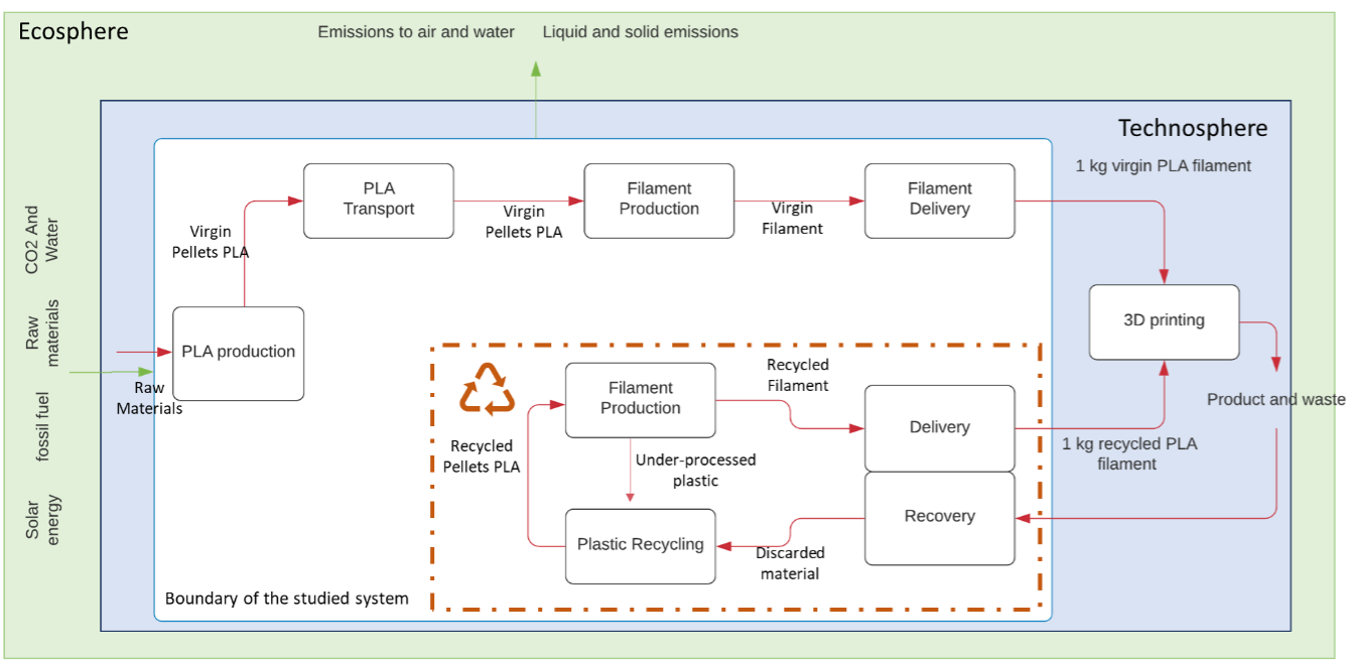 Ecosphere
Emissions to air and water
Liquid and solid emissions
Technosphere
1 kg virgin PLA filament
PLA
Transport
Filament
Production
Filament
Delivery
Virgin
Pellets PLA
Virgin
Pellets PLA
Virgin
Filament
CO2 And
Water
Raw
materials
fossil fuel
Solar
energy
PLA production
Raw
Materials
3D printing
Product and waste
Recycled
Filament
Filament
Production
Delivery
Recycled
Pellets PLA
Under-processed
plastic
1 kg recycled PLA
filament
Recovery
Plastic Recycling
Discarded
material
Boundary of the studied system